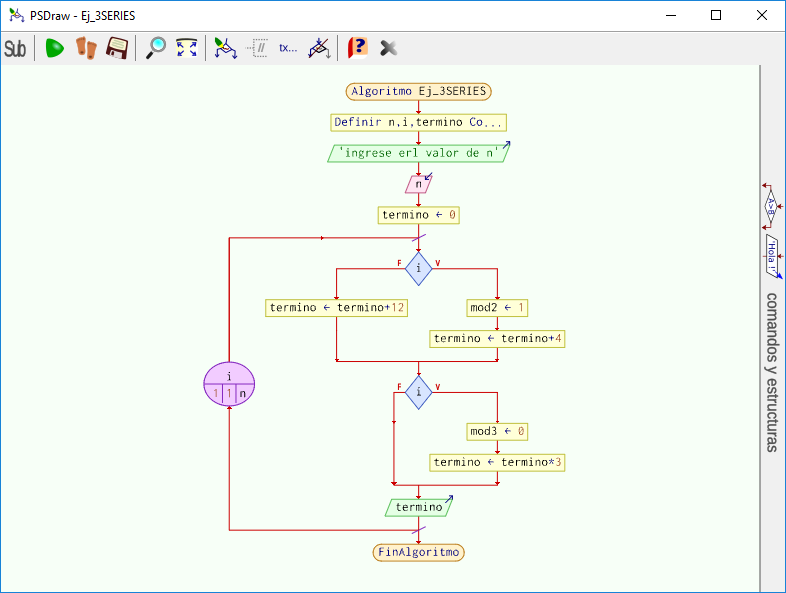 PSDraw - Ej_3SERIES
Sub
tx...
Algoritmo Ej_3SERIES
Definir n,i,termino Co...
'ingrese erl valor de n'
n
termino ← 0
F i V
termino ← termino+12
mod2 ← 1
termino ← termino+4
i
1 1 n
F i V
mod3 ← 0
termino ← termino*3
termino
FinAlgoritmo
A>B
'Hola !'
comandos y estructuras